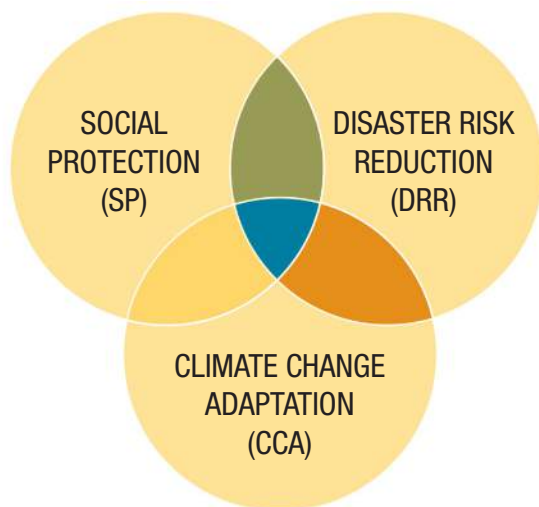 SOCIAL
PROTECTION
(SP)
DISASTER RISK
REDUCTION
(DRR)
CLIMATE CHANGE
ADAPTATION
(CCA)